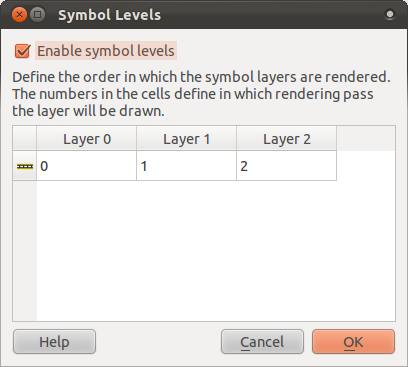 Symbol Levels
Enable symbol levels
Define the order in which the symbol layers are rendered.
The numbers in the cells define in which rendering pass
the layer will be drawn.
Layer 0 Layer 1 Layer 2
0 1 2
Help Cancel OK